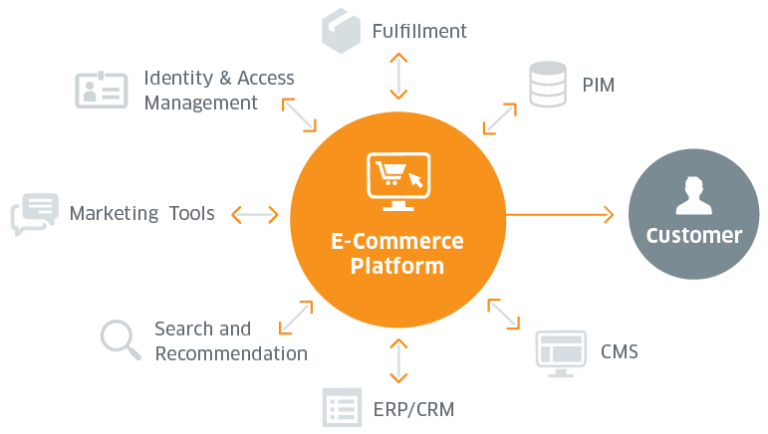 Fulfillment
Identity & Access
Management
PIM
Marketing Tools
E-Commerce
Platform
Customer
Search and
Recommendation
CMS
ERP/CRM